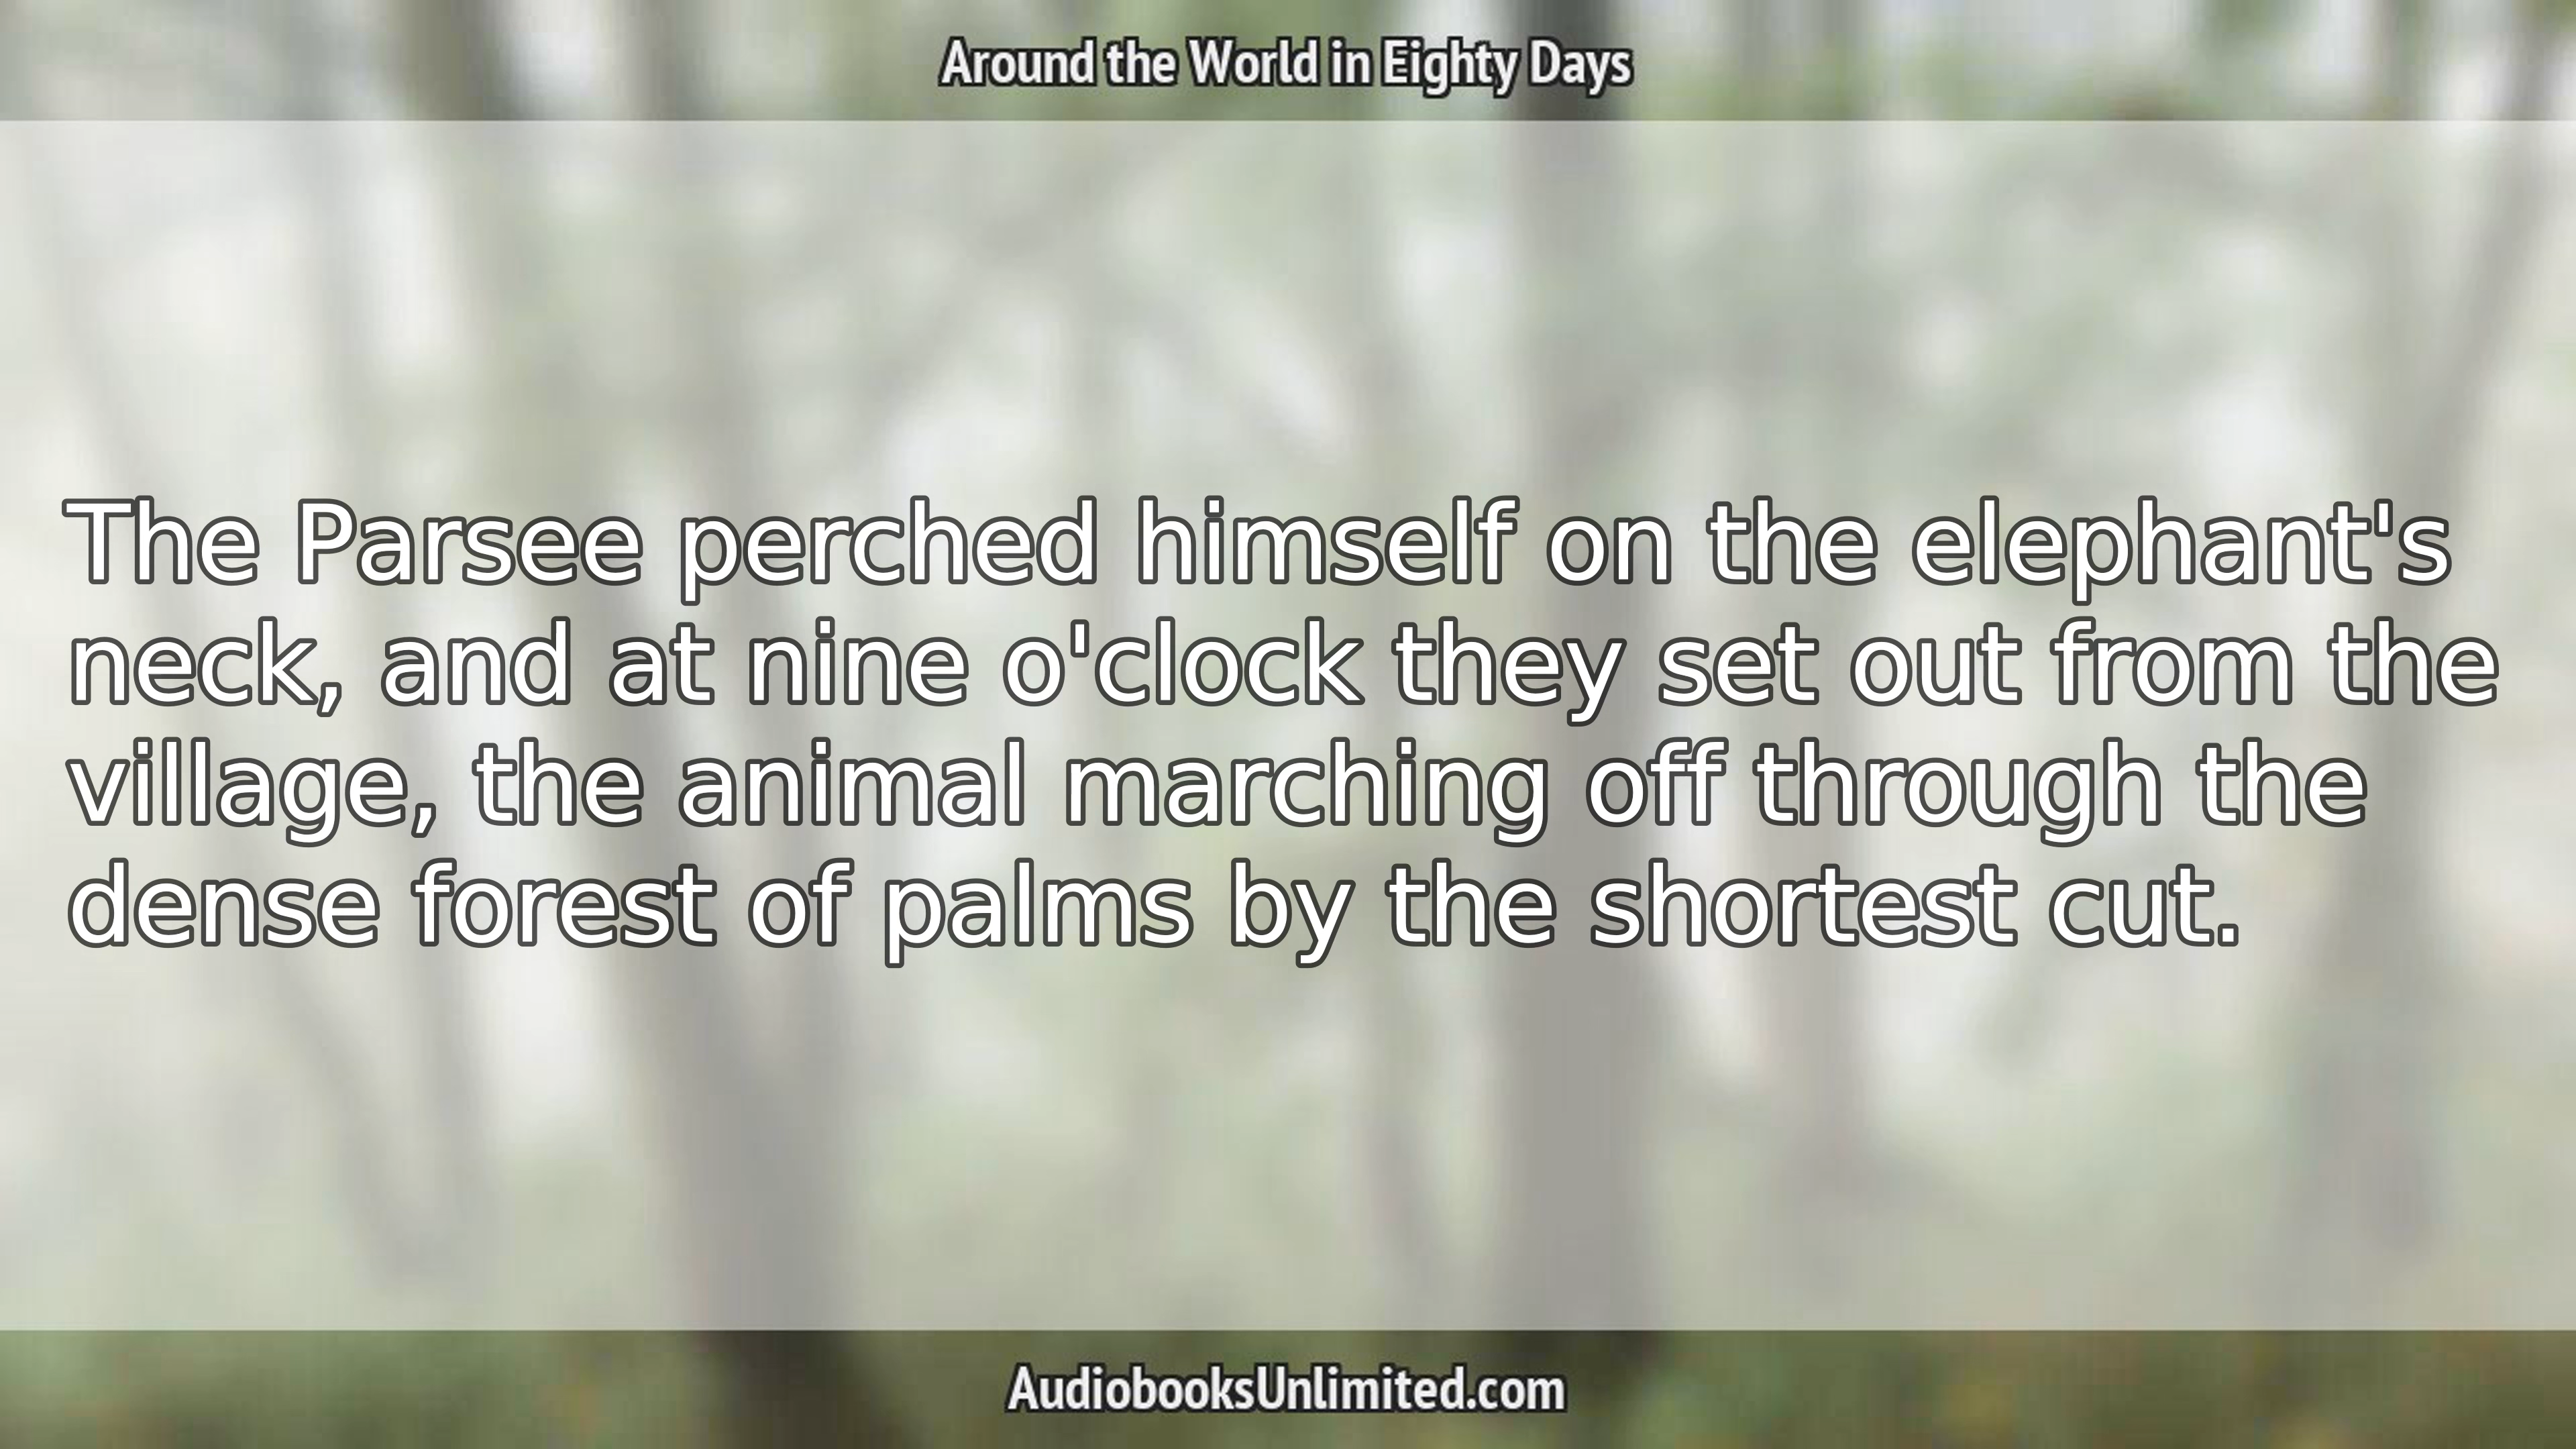 Around the World in Eighty Days
The Parsee perched himself on the elephant's
neck, and at nine o'clock they set out from the
village, the animal marching off through the
dense forest of palms by the shortest cut.
AudiobooksUnlimited.com